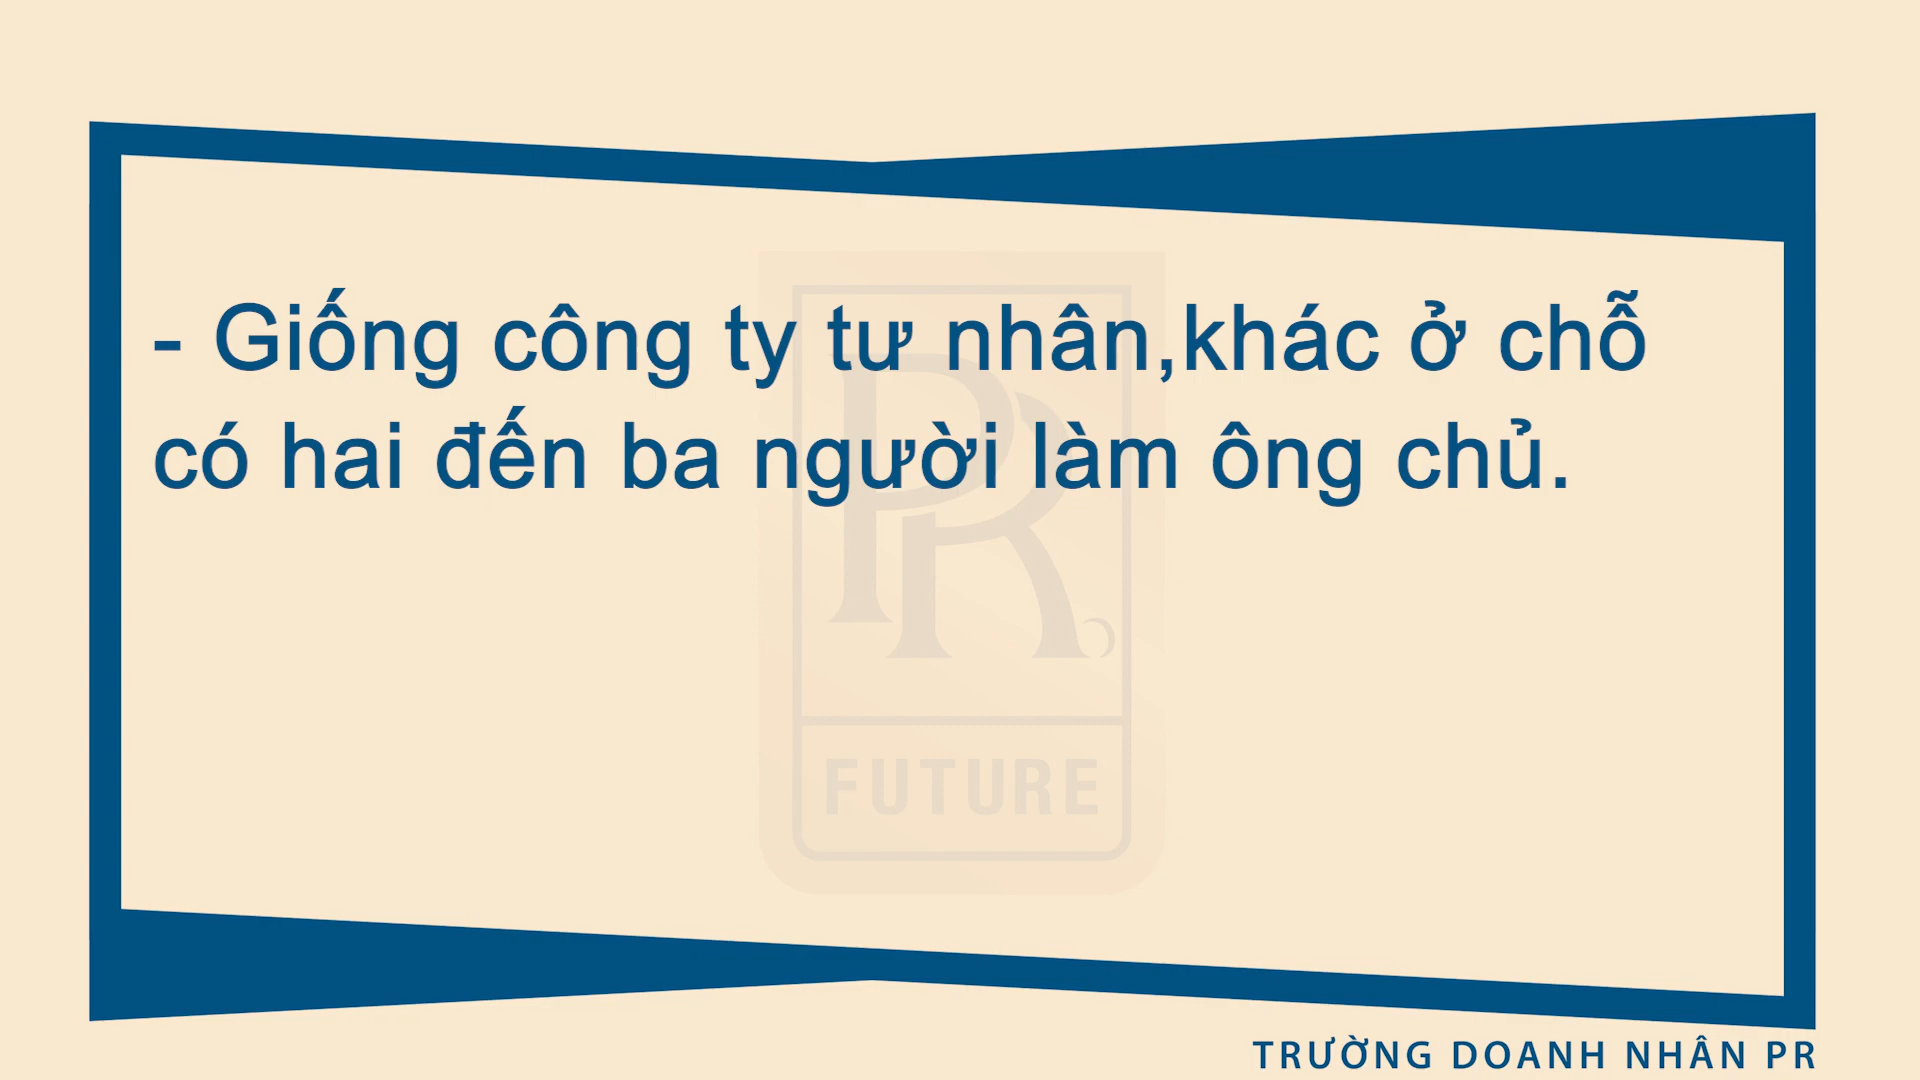 - Giống công ty tư nhân,khác ở chỗ
có hai đến ba người làm ông chủ.
PR
FUTURE
TRƯỜNG DOANH NHÂN PR